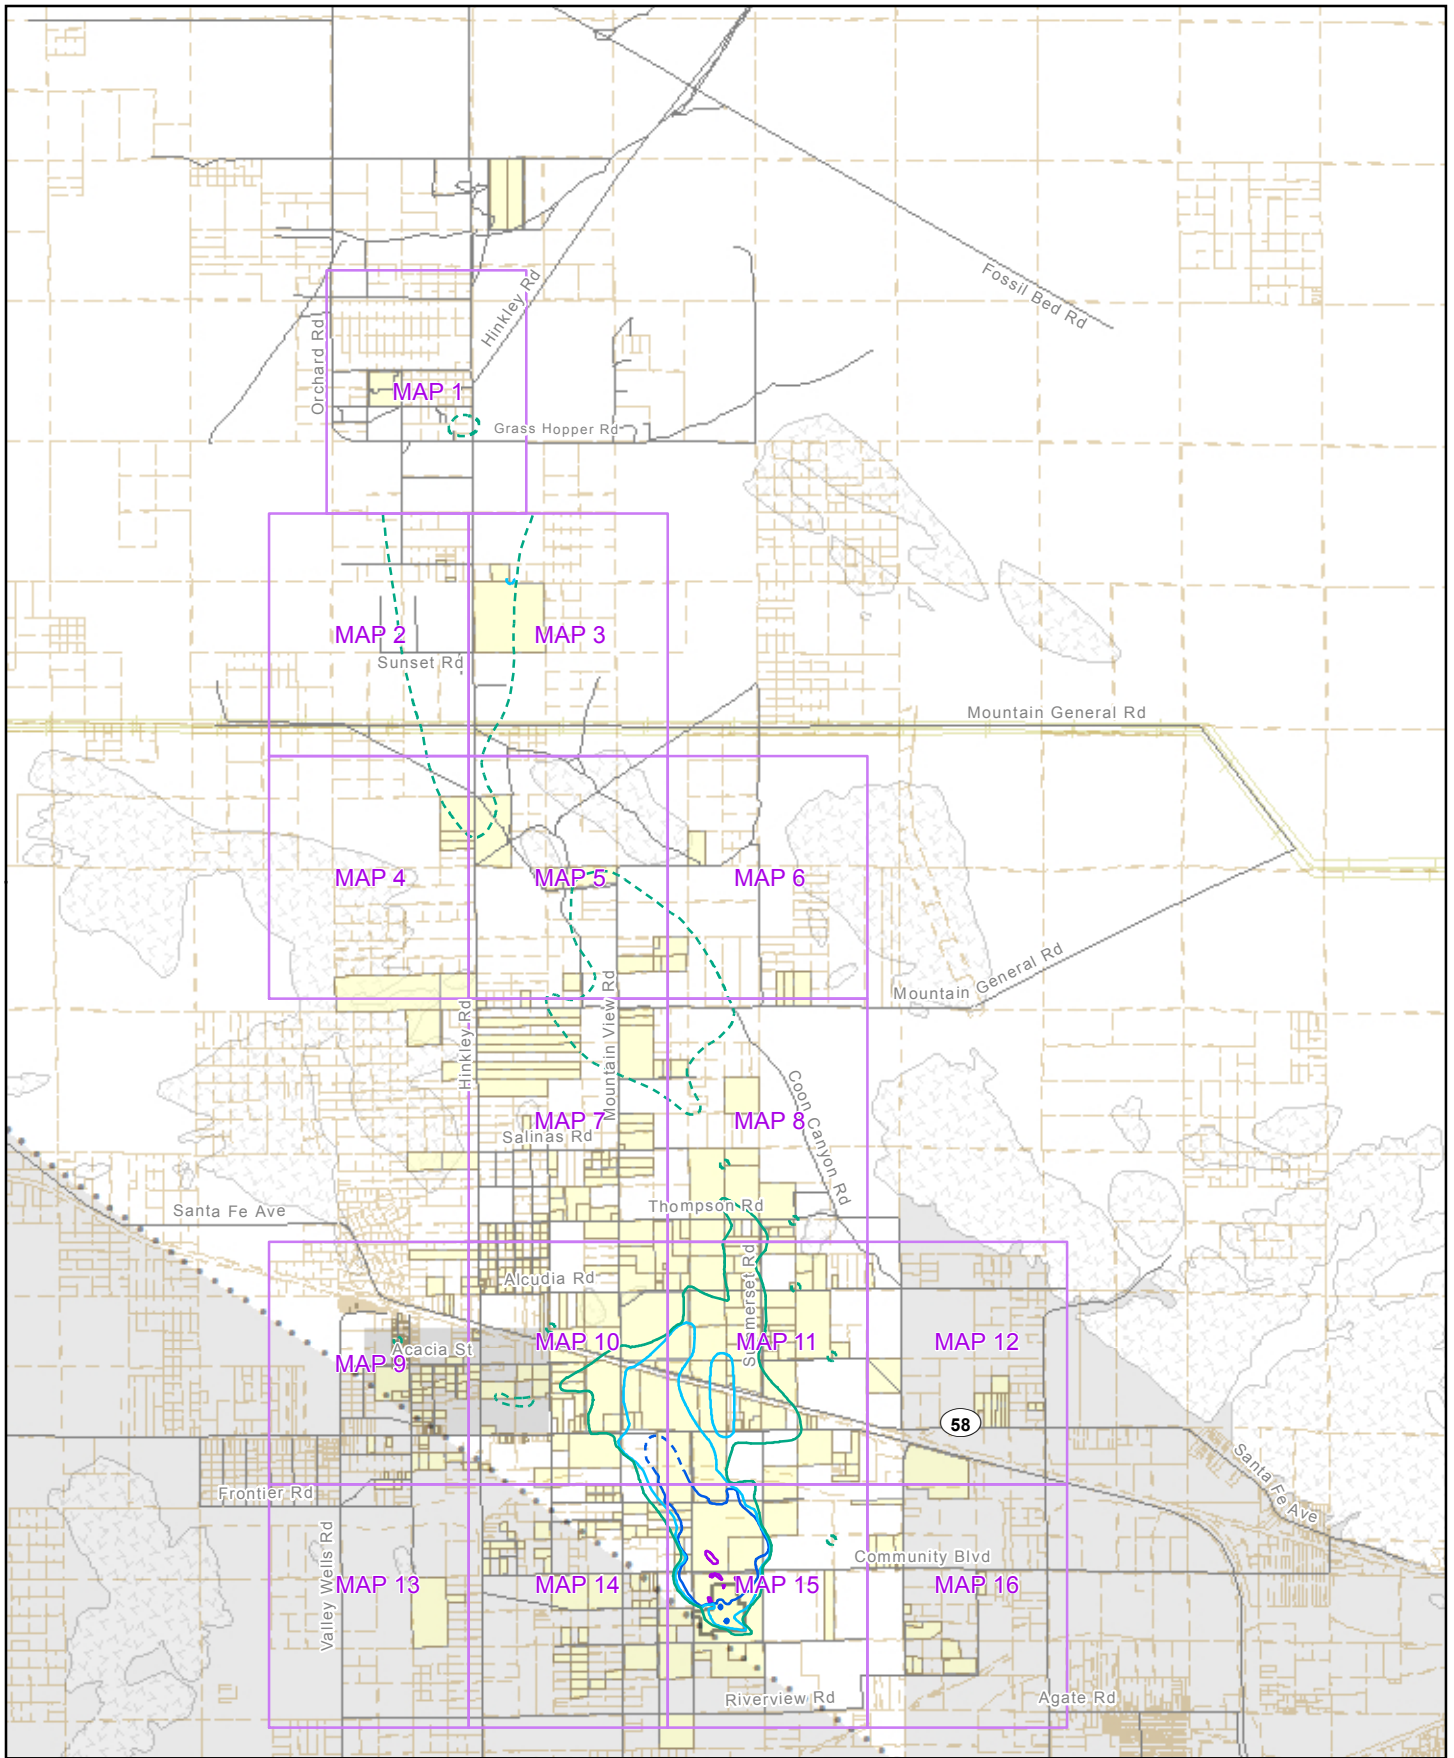 Fossil Bed Rd
Hinkley Rd
Orchard Rd
MAP 1
Grass Hopper Rd
MAP 2
MAP 3
Sunset Rd
Mountain General Rd
MAP 4
MAP 5
MAP 6
Mountain General Rd
Hinkley Rd
Mountain View Rd
Coon Canyon Rd
MAP 7
MAP 8
Salinas Rd
Santa Fe Ave
Thompson Rd
Alcudia Rd
Summerset Rd
MAP 10
MAP 11
MAP 12
Acacia St
MAP 9
58
Santa Fe Ave
Frontier Rd
Valley Wells Rd
Community Blvd
MAP 13
MAP 14
MAP 15
MAP 16
Riverview Rd
Agate Rd